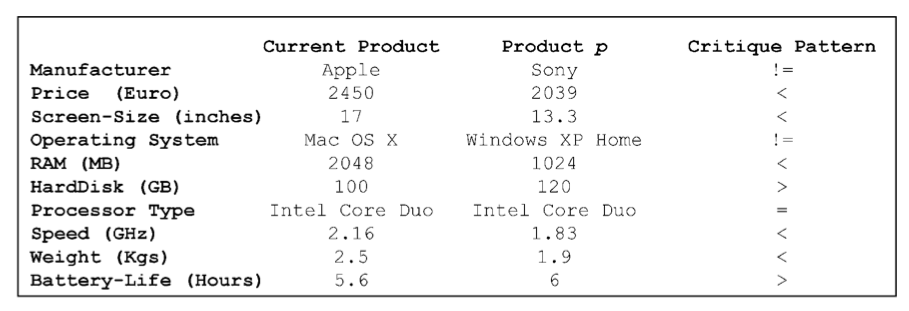 Current Product Product p Critique Pattern
Manufacturer Apple Sony !=
Price (Euro) 2450 2039 <
Screen-Size (inches) 17 13.3 <
Operating System Mac OS X Windows XP Home !=
RAM (MB) 2048 1024 <
HardDisk (GB) 100 120 >
Processor Type Intel Core Duo Intel Core Duo =
Speed (GHz) 2.16 1.83 <
Weight (Kgs) 2.5 1.9 <
Battery-Life (Hours) 5.6 6 >